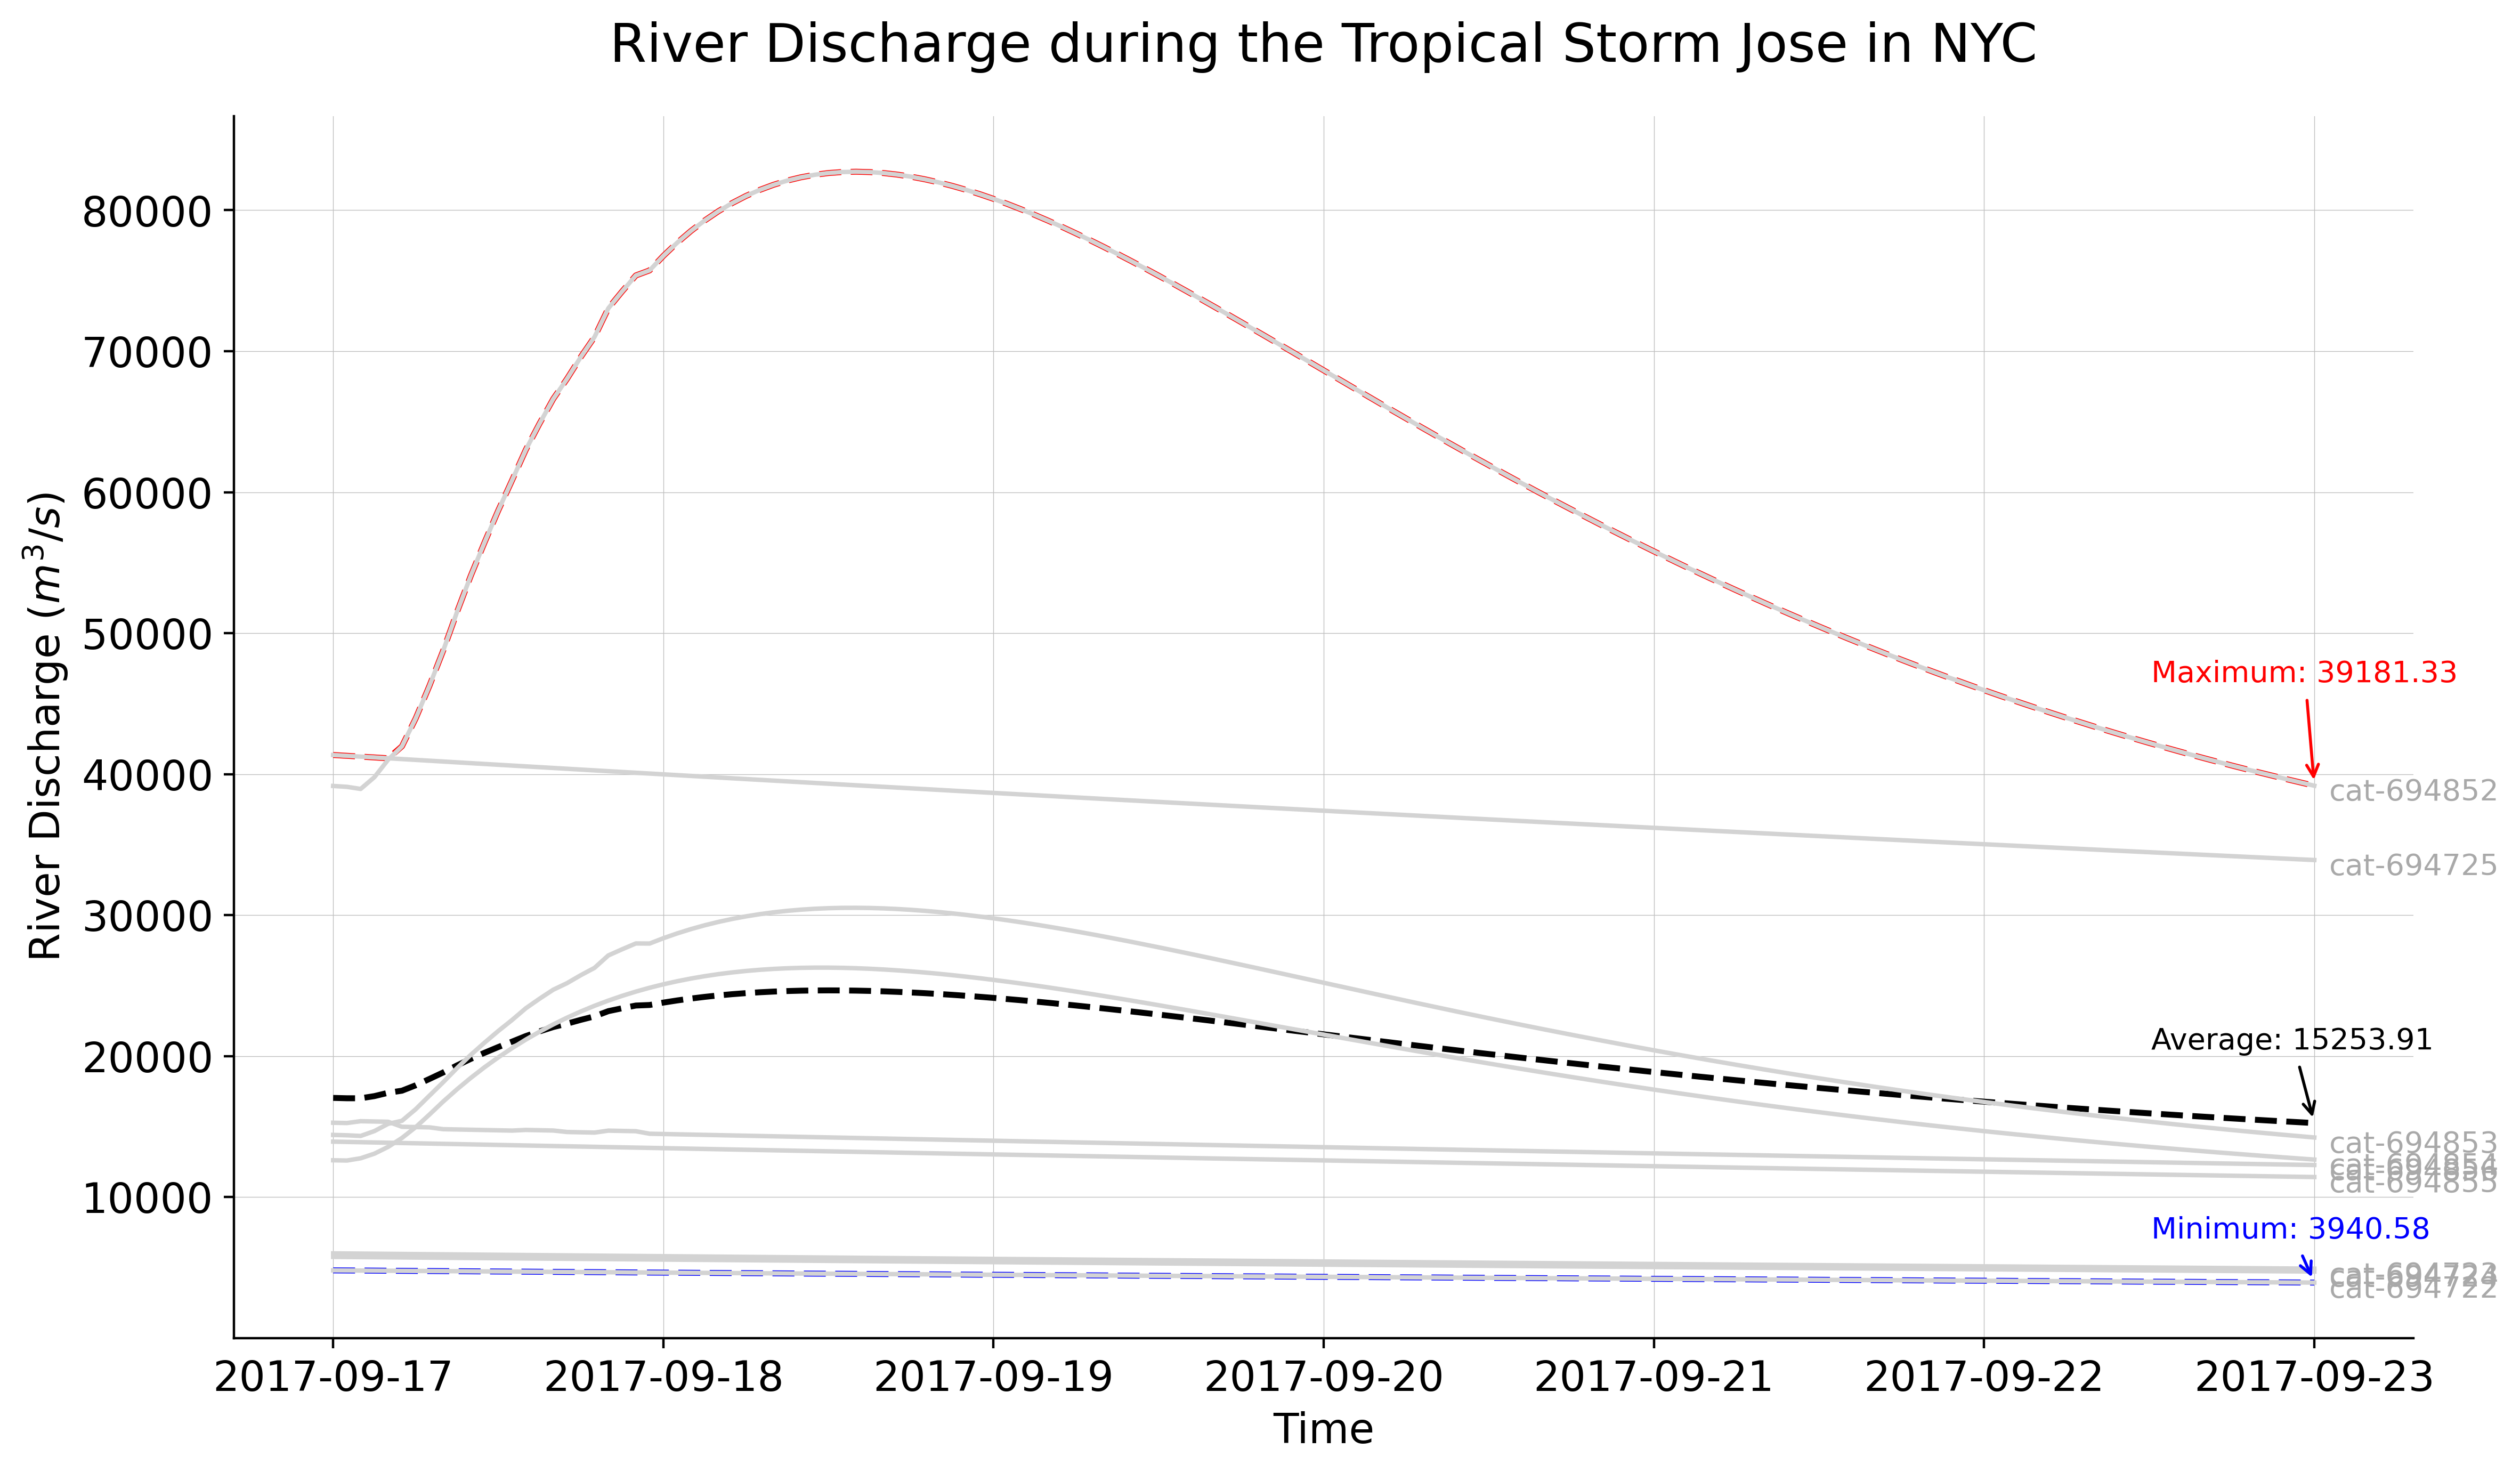 River Discharge during the Tropical Storm Jose in NYC
River Discharge (m³/s)
80000
70000
60000
50000
40000
30000
20000
10000
Maximum: 39181.33
cat-694852
cat-694725
Average: 15253.91
cat-694853
cat-694855
Minimum: 3940.58
cat-694722
2017-09-17 2017-09-18 2017-09-19 2017-09-20 2017-09-21 2017-09-22 2017-09-23
Time